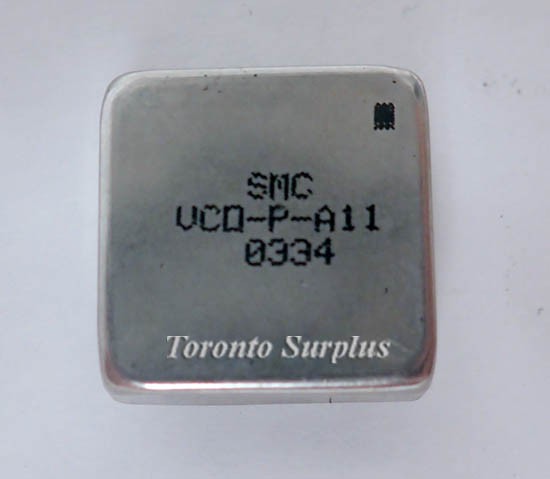 SMC
VCO-P-A11
0334
Toronto Surplus